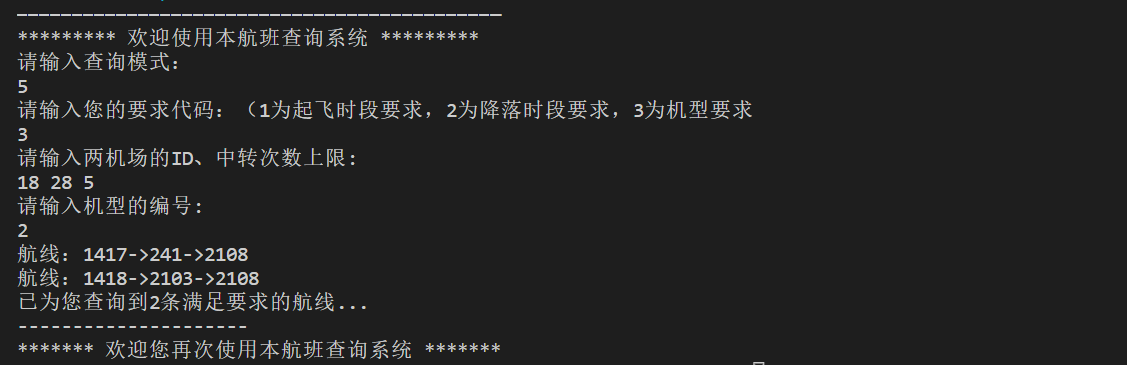 --------------------------------------------
********* 欢迎使用本航班查询系统 *********
请输入查询模式：
5
请输入您的要求代码：（1为起飞时段要求，2为降落时段要求，3为机型要求
3
请输入两机场的ID、中转次数上限：
18 28 5
请输入机型的编号：
2
航线：1417->241->2108
航线：1418->2103->2108
已为您查询到2条满足要求的航线...
---------------------
******* 欢迎您再次使用本航班查询系统 *******